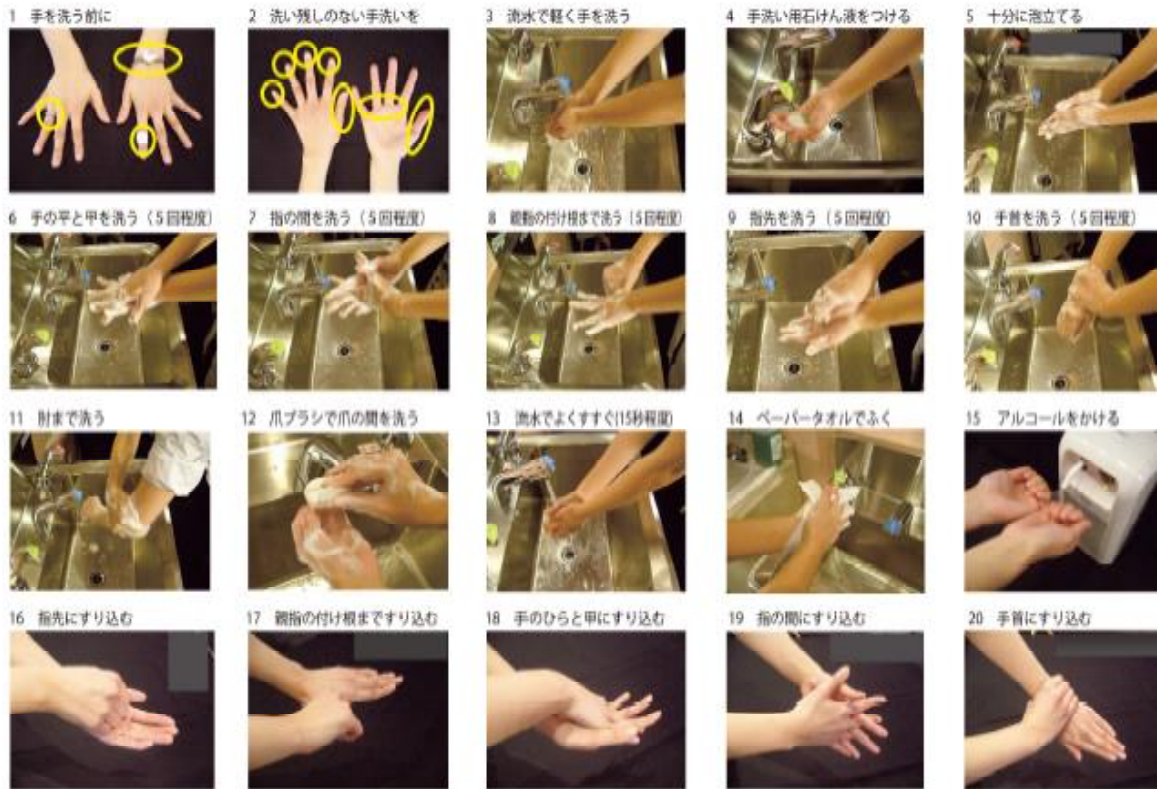 1 手を洗う前に
2 洗い残しのない手洗いを
3 流水で軽く手を洗う
4 手洗い用石けん液をつける
5 十分に泡立てる
6 手の平と甲を洗う（５回程度）
7 指の間を洗う（５回程度）
8 親指の付け根まで洗う（５回程度）
9 指先を洗う（５回程度）
10 手首を洗う（５回程度）
11 肘まで洗う
12 爪ブラシで爪の間を洗う
13 流水でよくすすぐ(15秒程度)
14 ペーパータオルでふく
15 アルコールをかける
16 指先にすり込む
17 親指の付け根まですり込む
18 手のひらと甲にすり込む
19 指の間にすり込む
20 手首にすり込む